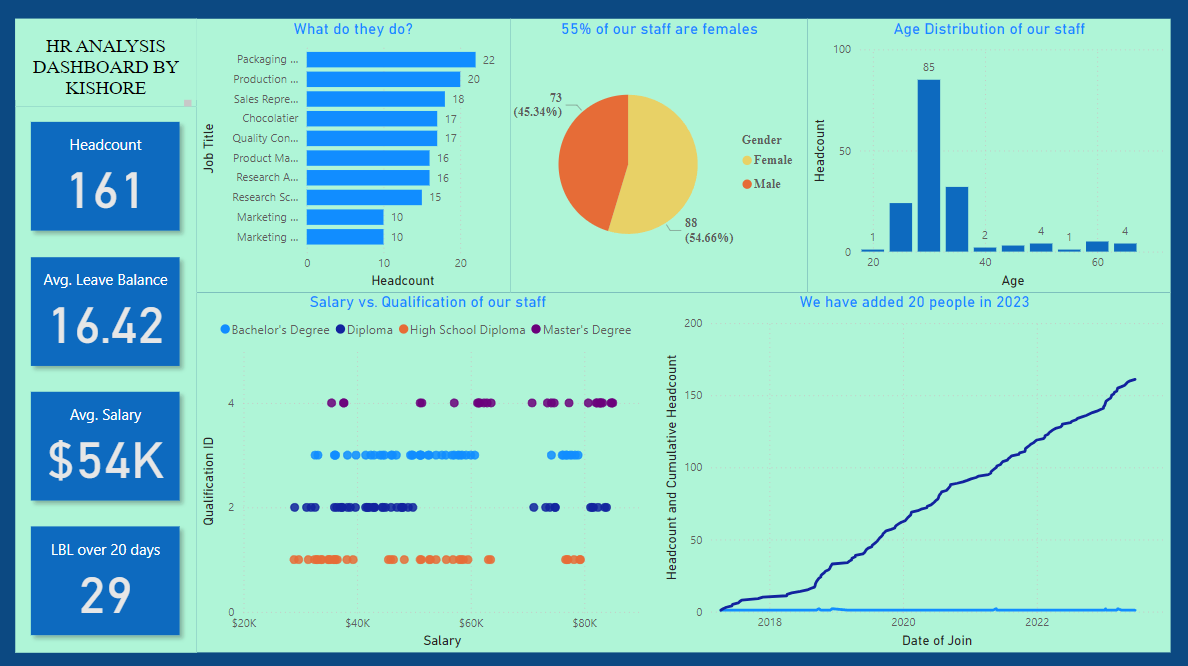 HR ANALYSIS
DASHBOARD BY
KISHORE
Headcount
161
Avg. Leave Balance
16.42
Avg. Salary
$54K
LBL over 20 days
29
What do they do?
Job Title
Packaging ... 22
Production ... 20
Sales Repre... 18
Chocolatier 17
Quality Con... 17
Product Ma... 16
Research A... 16
Research Sc... 15
Marketing ... 10
Marketing ... 10
0 10 20
Headcount
55% of our staff are females
73
(45.34%)
88
(54.66%)
Gender
Female
Male
Age Distribution of our staff
Headcount
100
50
0
1 85 2 4 1 4
20 40 60
Age
Salary vs. Qualification of our staff
Bachelor's Degree Diploma High School Diploma Master's Degree
Qualification ID
4
2
0
$20K $40K $60K $80K
Salary
We have added 20 people in 2023
Headcount and Cumulative Headcount
200
150
100
50
0
2018 2020 2022
Date of Join